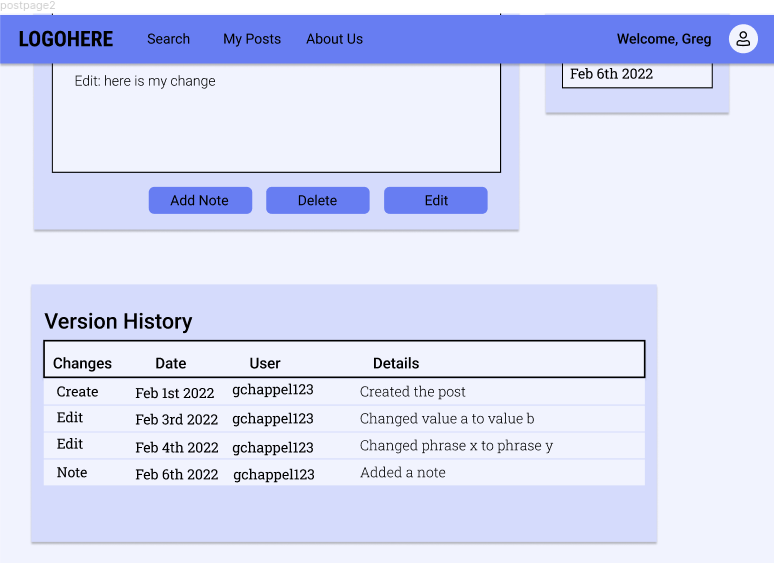 postpage2
LOGOHERE Search My Posts About Us Welcome, Greg
Feb 6th 2022
Edit: here is my change
Add Note Delete Edit
Version History
Changes Date User Details
Create Feb 1st 2022 gchappel123 Created the post
Edit Feb 3rd 2022 gchappel123 Changed value a to value b
Edit Feb 4th 2022 gchappel123 Changed phrase x to phrase y
Note Feb 6th 2022 gchappel123 Added a note